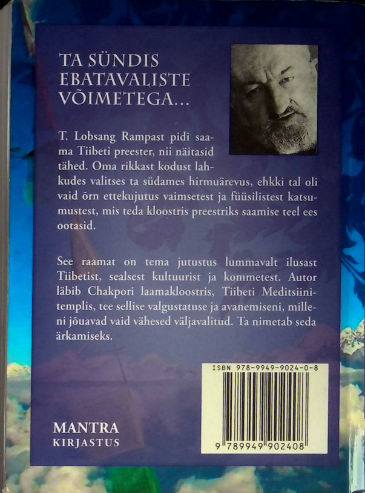 TA SÜNDIS
EBATAVALISTE
VÕIMETEGA...
T. Lobsang Rampast pidi saa-
ma Tiibeti preester, nii näitasid
tähed. Oma rikkast kodust lah-
kudes valitses ta südames hirmuärevus, ehkki tal oli
vaid õrn ettekujutus vaimsetest ja füüsilistest katsu-
mustest, mis teda kloostris preestriks saamise teel ees
ootasid.
See raamat on tema jutustus lummavalt ilusast
Tiibetist, sealsest kultuurist ja kommetest. Autor
läbib Chakpori laamakloostris, Tiibeti Meditsiini-
templis, tee sellise valgustatuse ja avanemiseni, mille-
ni jõuavad vaid vähesed väljavalitud. Ta nimetab seda
ärkamiseks.
ISBN 978-9949-9024-0-8
9 789949 902408
MANTRA
KIRJASTUS